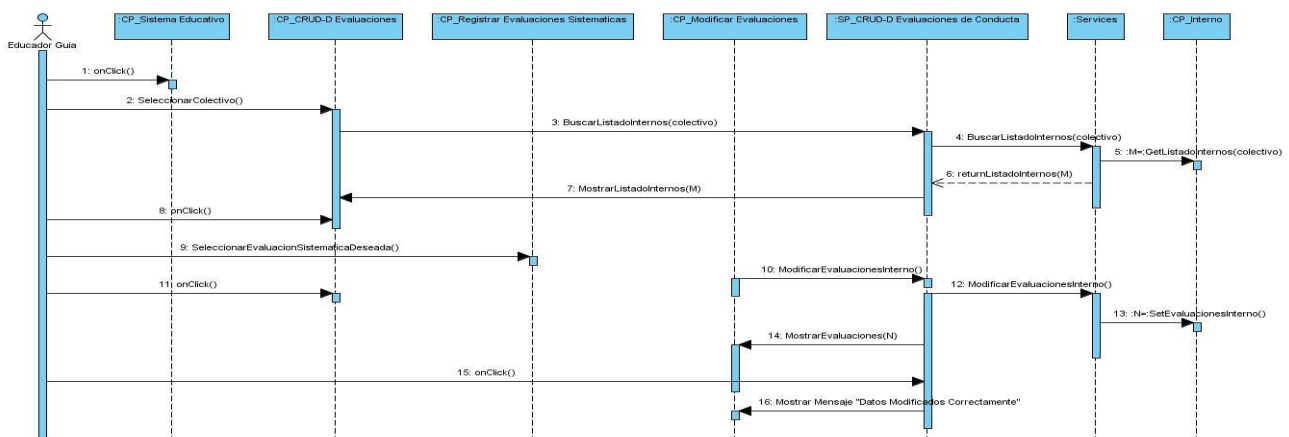 :CP_Sistema Educativo
:CP_CRUD-D Evaluaciones
:CP_Registrar Evaluaciones Sistematicas
:CP_Modificar Evaluaciones
:SP_CRUD-D Evaluaciones de Conducta
:Services
:CP_Interno
Educador Guia
1: onClick()
2: SeleccionarColectivo()
3: BuscarListadoInternos(colectivo)
4: BuscarListadoInternos(colectivo)
5: :M=:GetListadoInternos(colectivo)
6: returnListadoInternos(M)
7: MostrarListadoInternos(M)
8: onClick()
9: SeleccionarEvaluacionSistematicaDeseada()
10: ModificarEvaluacionesInterno()
11: onClick()
12: ModificarEvaluacionesInterno()
13: :N=:SetEvaluacionesInterno()
14: MostrarEvaluaciones(N)
15: onClick()
16: Mostrar Mensaje "Datos Modificados Correctamente"